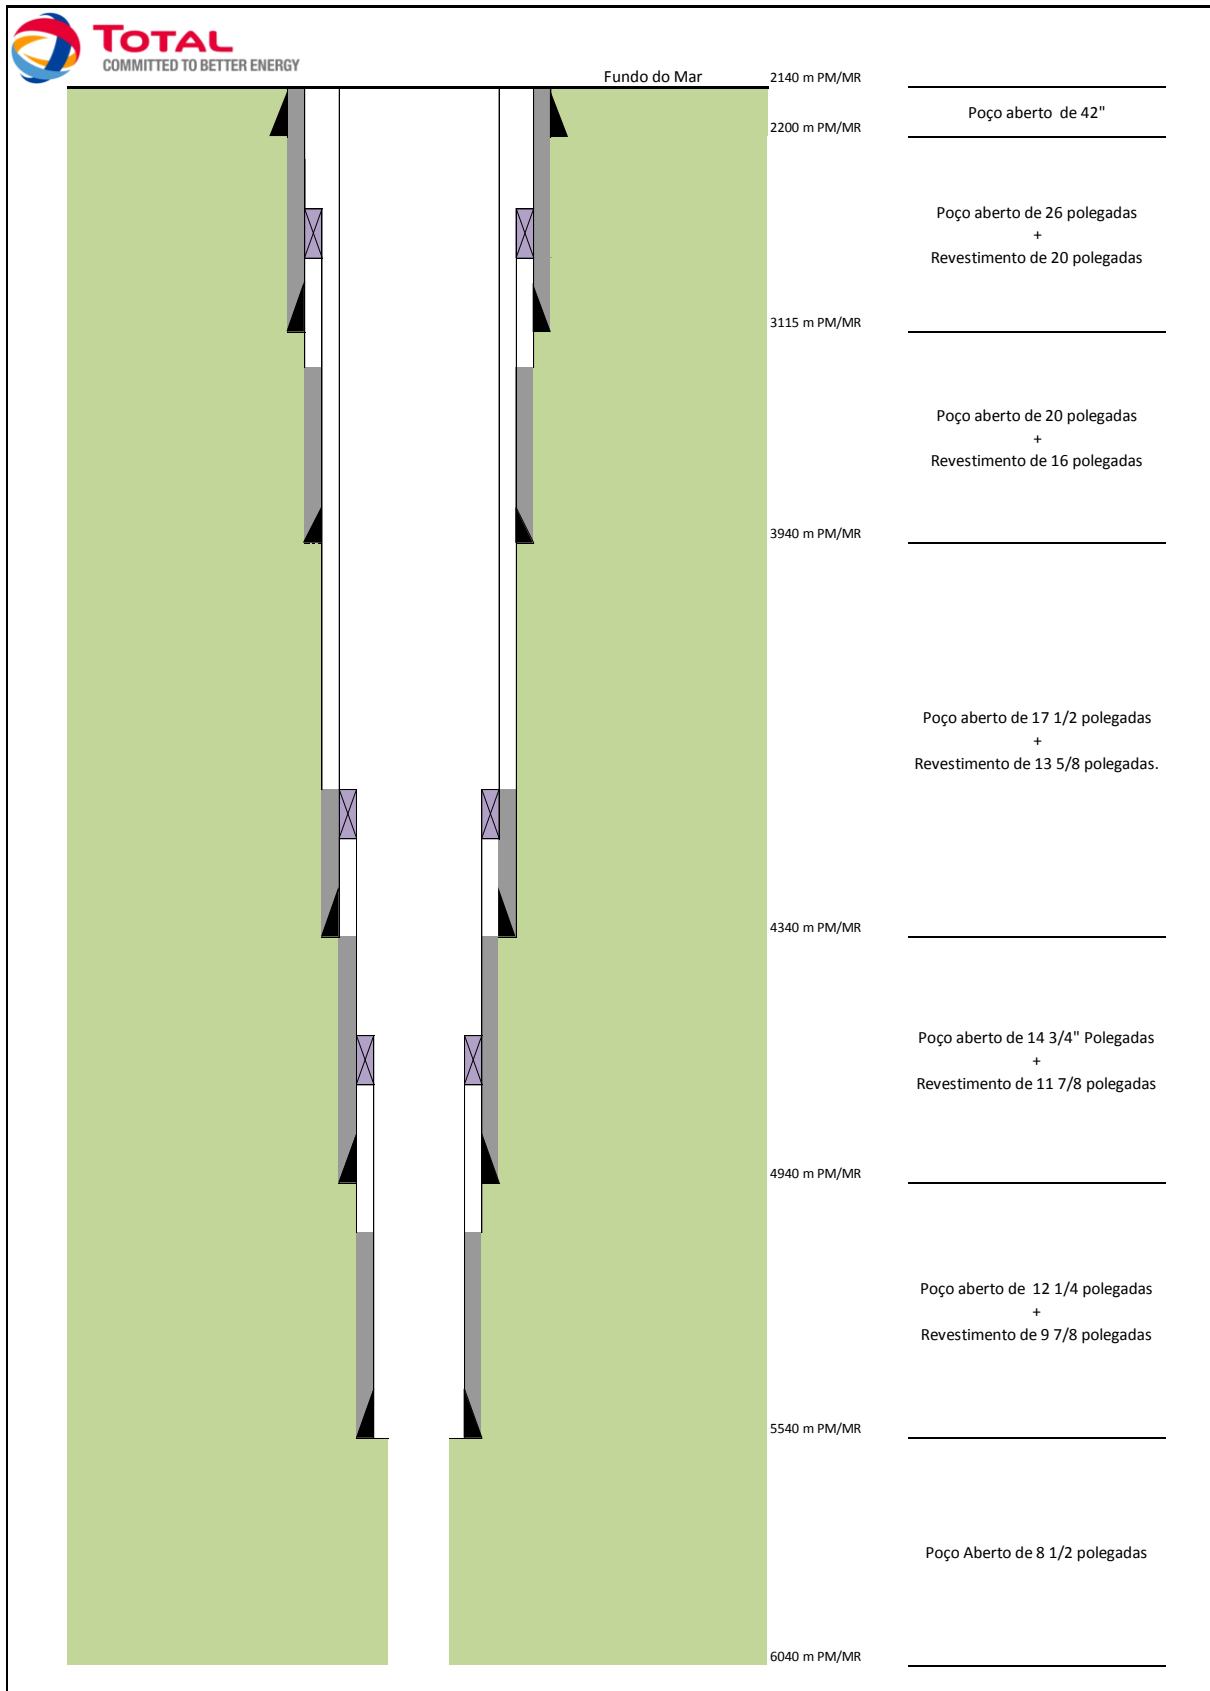 TOTAL
COMMITTED TO BETTER ENERGY
Fundo do Mar
2140 m PM/MR
Poço aberto de 42"
2200 m PM/MR
Poço aberto de 26 polegadas
+
Revestimento de 20 polegadas
3115 m PM/MR
Poço aberto de 20 polegadas
+
Revestimento de 16 polegadas
3940 m PM/MR
Poço aberto de 17 1/2 polegadas
+
Revestimento de 13 5/8 polegadas.
4340 m PM/MR
Poço aberto de 14 3/4" Polegadas
+
Revestimento de 11 7/8 polegadas
4940 m PM/MR
Poço aberto de 12 1/4 polegadas
+
Revestimento de 9 7/8 polegadas
5540 m PM/MR
Poço Aberto de 8 1/2 polegadas
6040 m PM/MR